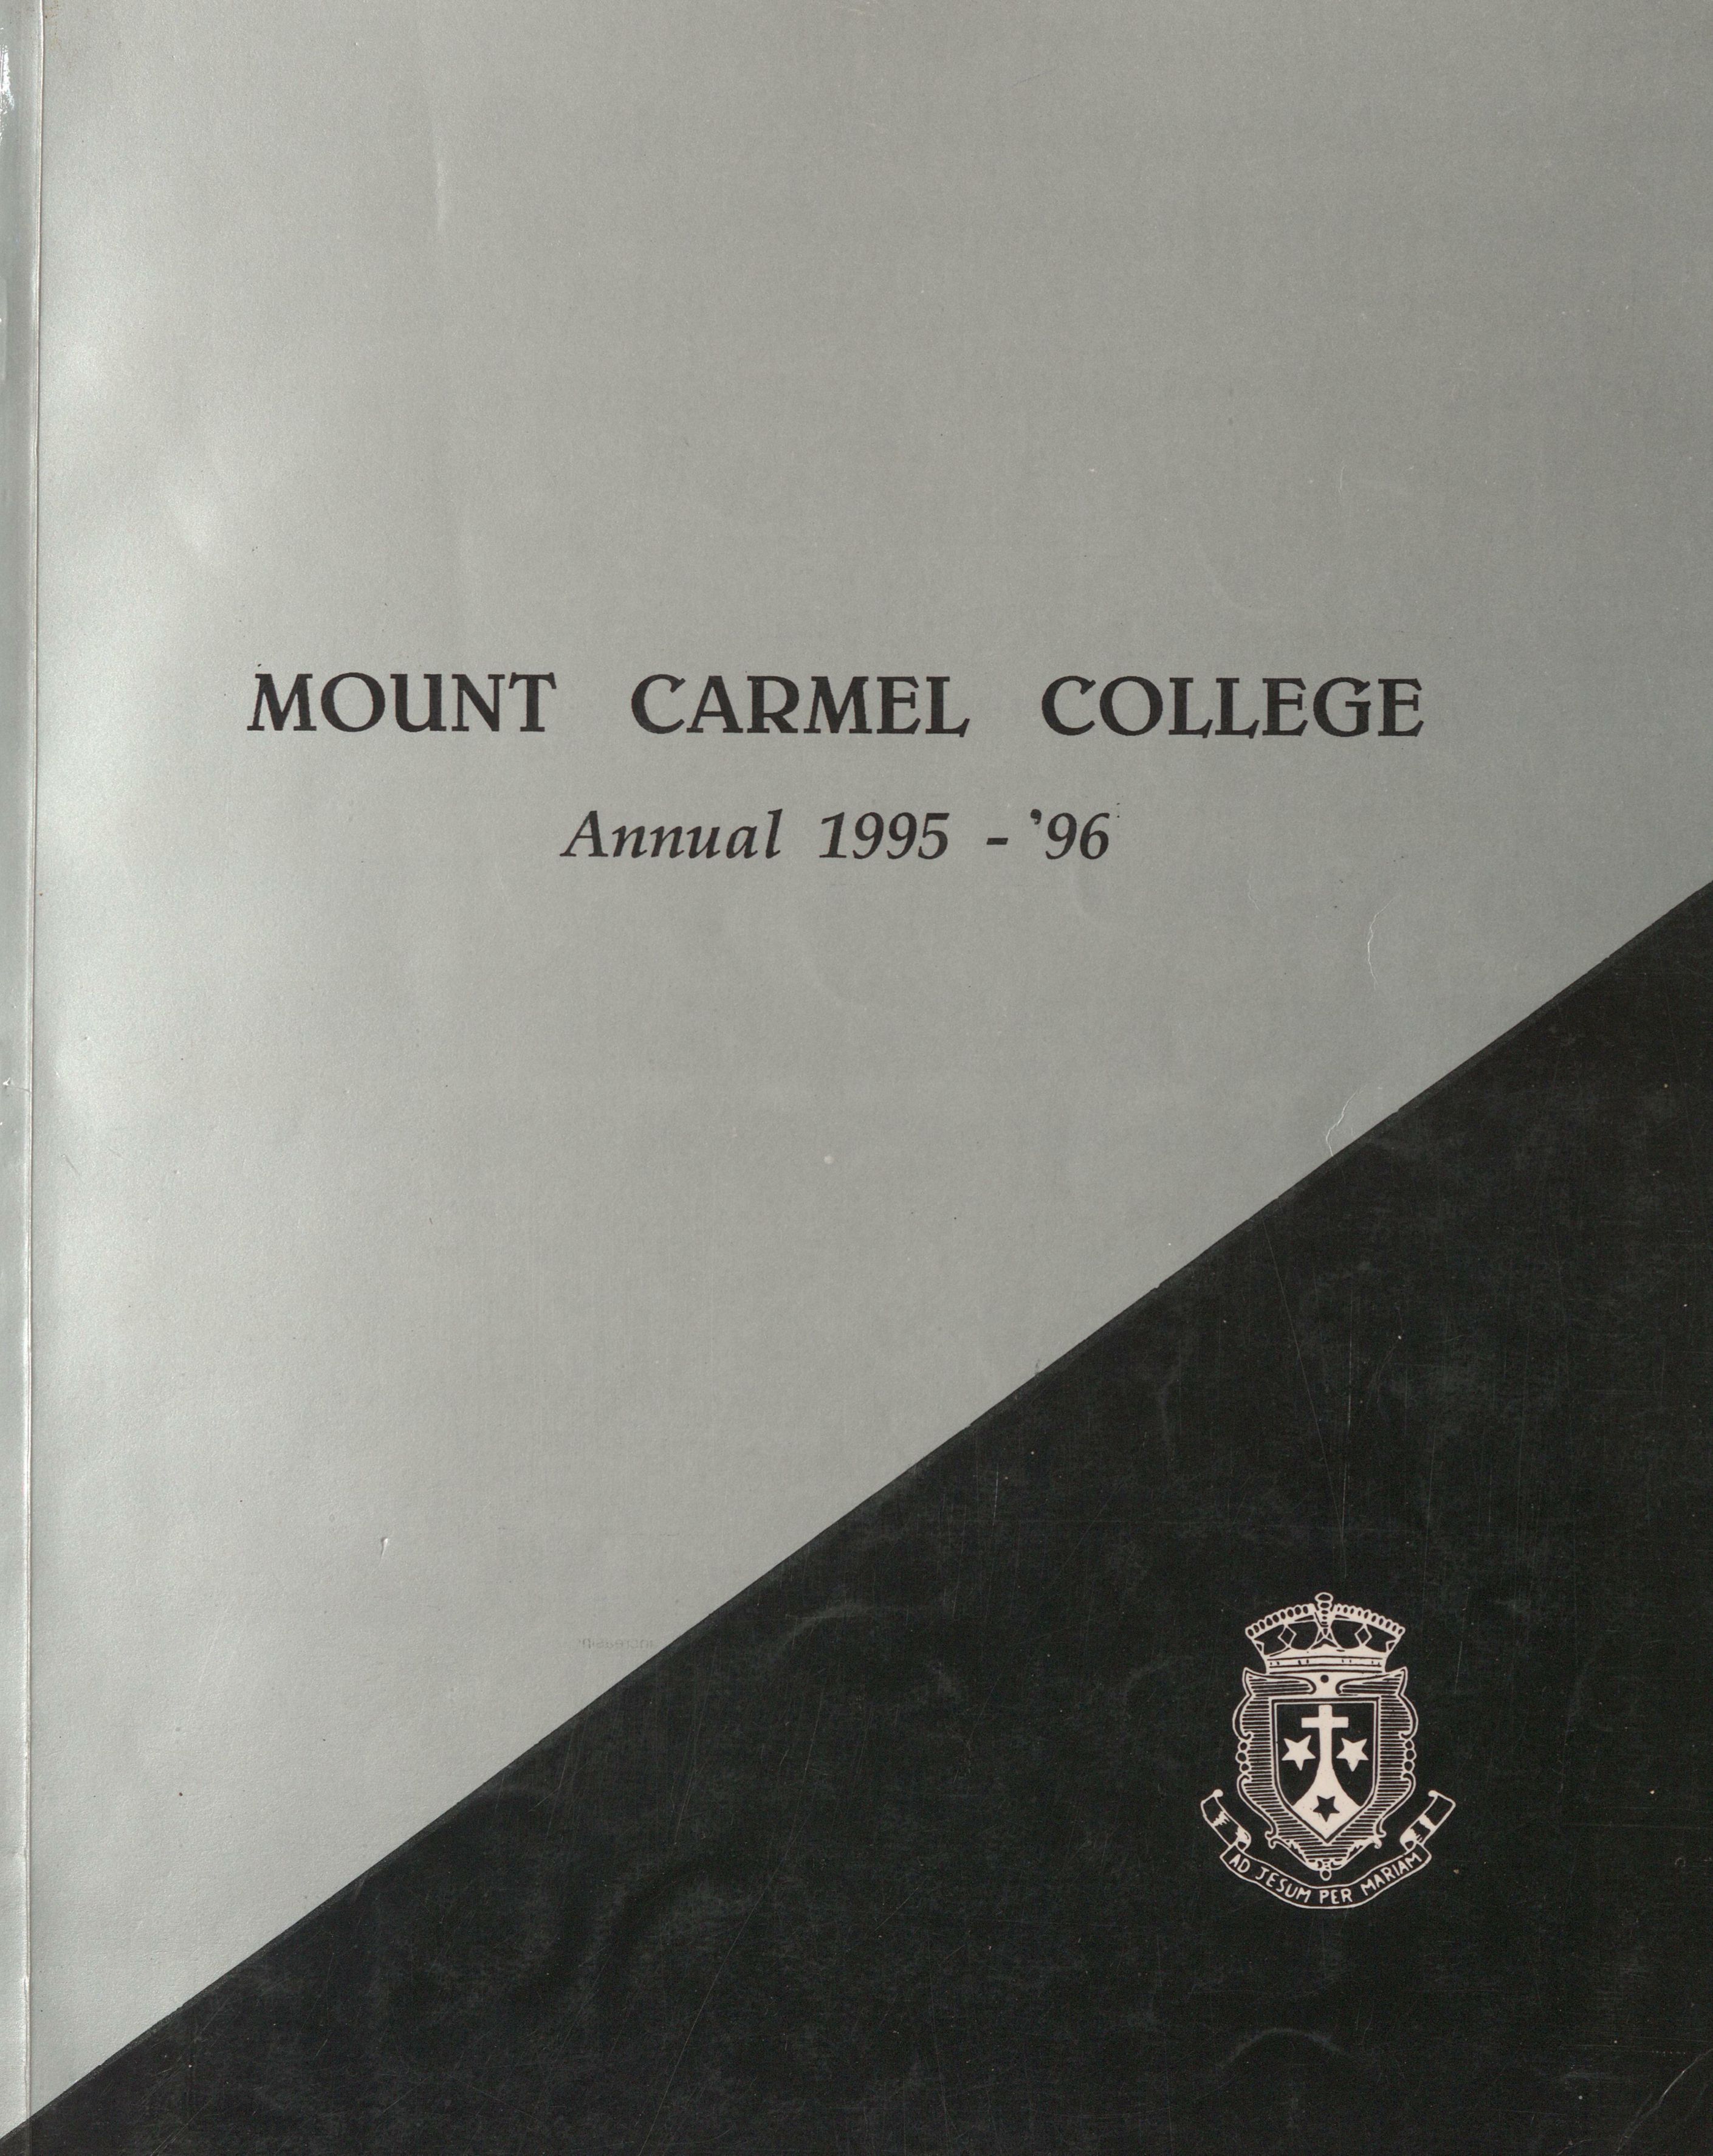 MOUNT CARMEL COLLEGE
Annual 1995 - '96
AD JESUM PER MARIAM